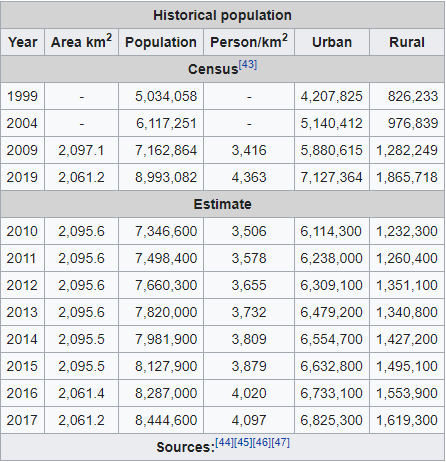 Historical population
Year Area km2 Population Person/km2 Urban Rural
Census[43]
1999 - 5,034,058 - 4,207,825 826,233
2004 - 6,117,251 - 5,140,412 976,839
2009 2,097.1 7,162,864 3,416 5,880,615 1,282,249
2019 2,061.2 8,993,082 4,363 7,127,364 1,865,718
Estimate
2010 2,095.6 7,346,600 3,506 6,114,300 1,232,300
2011 2,095.6 7,498,400 3,578 6,238,000 1,260,400
2012 2,095.6 7,660,300 3,655 6,309,100 1,351,100
2013 2,095.6 7,820,000 3,732 6,479,200 1,340,800
2014 2,095.5 7,981,900 3,809 6,554,700 1,427,200
2015 2,095.5 8,127,900 3,879 6,632,800 1,495,100
2016 2,061.4 8,287,000 4,020 6,733,100 1,553,900
2017 2,061.2 8,444,600 4,097 6,825,300 1,619,300
Sources:[44][45][46][47]